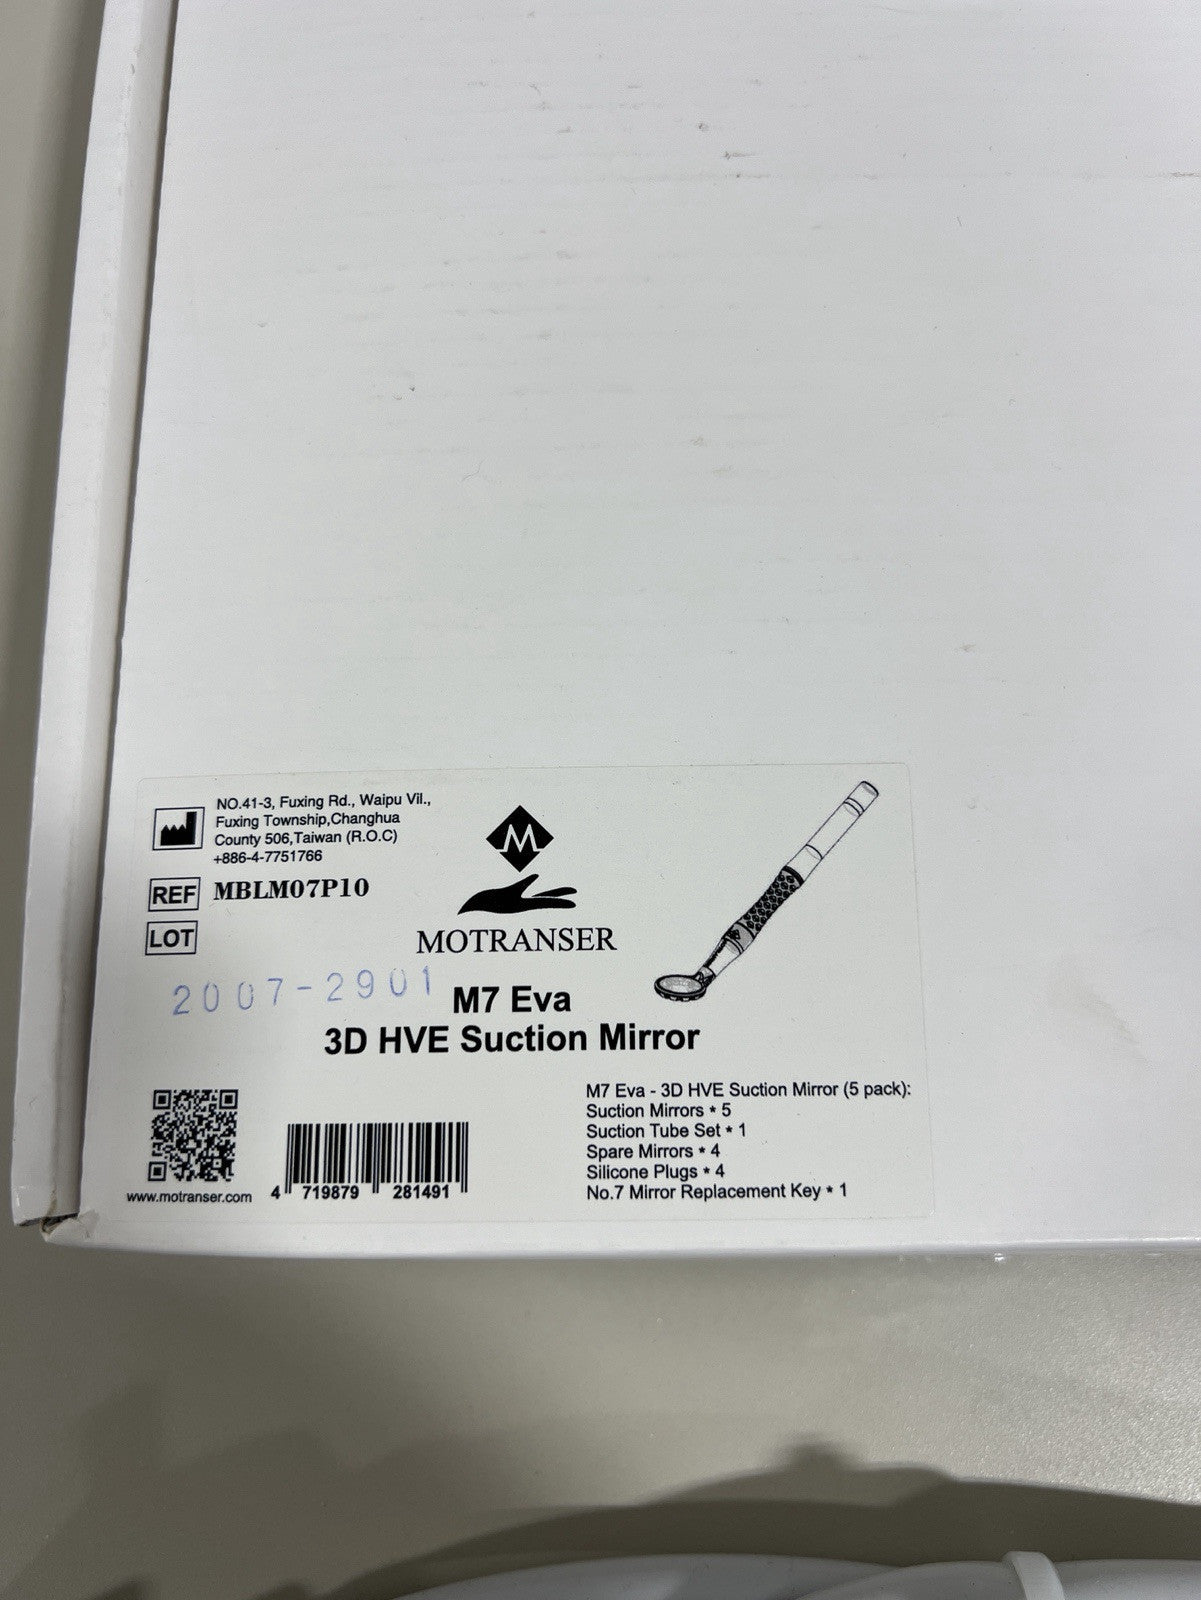 NO.41-3, Fuxing Rd., Waipu Vil.,
Fuxing Township,Changhua
County 506,Taiwan (R.O.C)
+886-4-7751766
REF MBLM07P10
LOT
2007-2901
M
MOTRANSER
M7 Eva
3D HVE Suction Mirror
www.motranser.com
4 719879 281491
M7 Eva - 3D HVE Suction Mirror (5 pack):
Suction Mirrors * 5
Suction Tube Set * 1
Spare Mirrors * 4
Silicone Plugs * 4
No.7 Mirror Replacement Key * 1